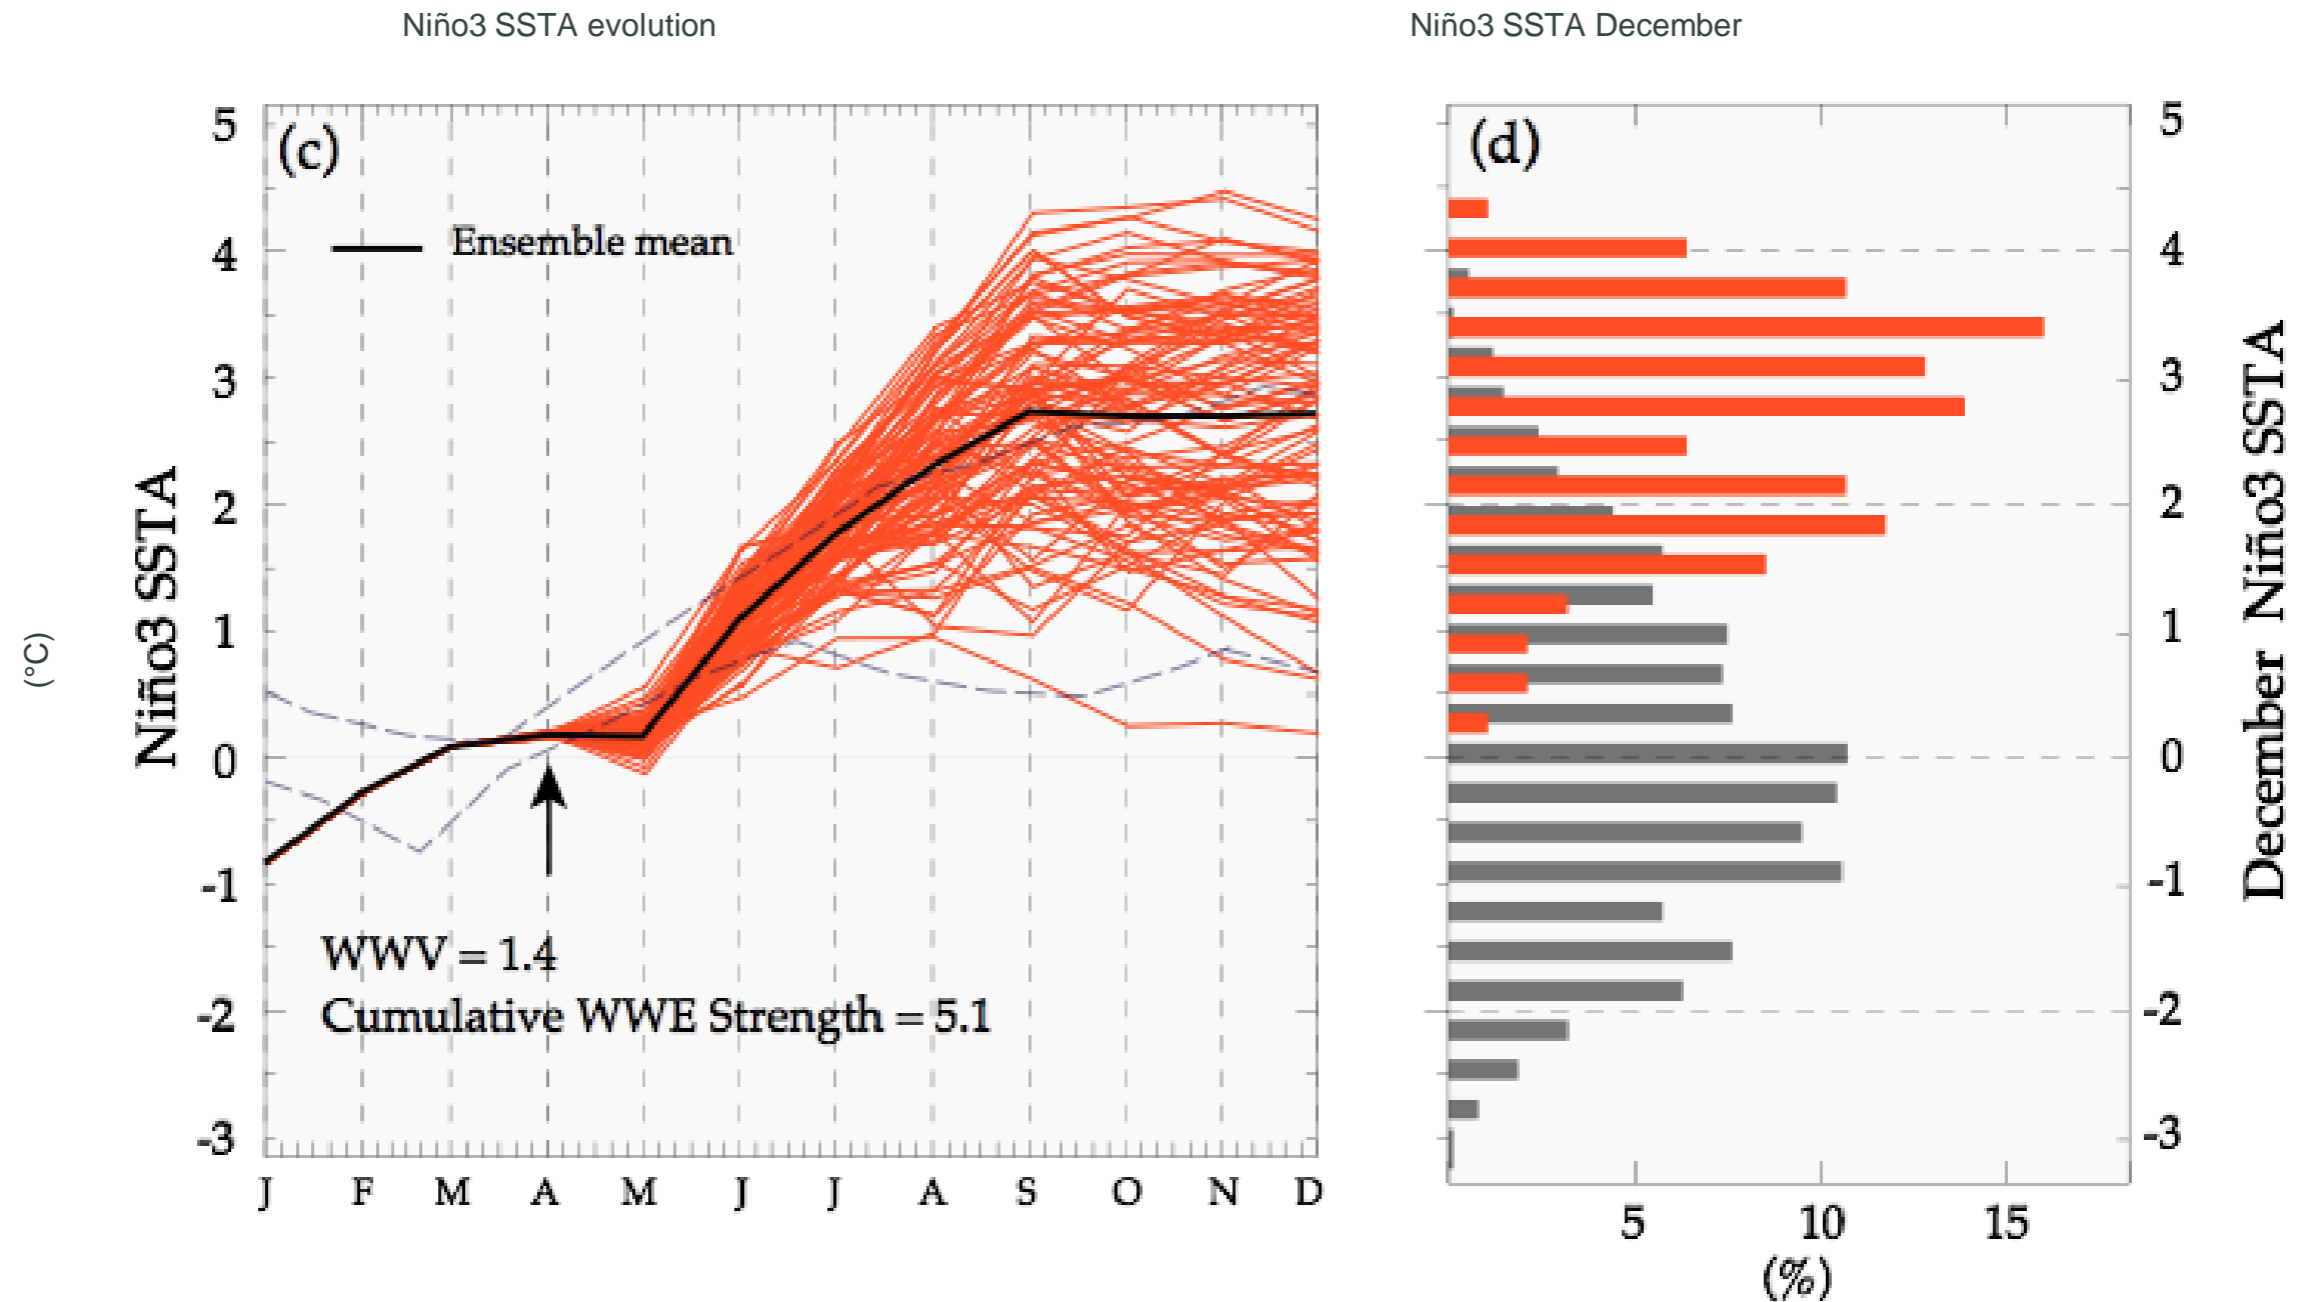 Niño3 SSTA evolution
Niño3 SSTA December
(c)
Ensemble mean
5
4
3
2
1
0
-1
-2
-3
Niño3 SSTA
(°C)
WWV = 1.4
Cumulative WWE Strength = 5.1
J F M A M J J A S O N D
(d)
5
4
3
2
1
0
-1
-2
-3
December Niño3 SSTA
5 10 15
(%)